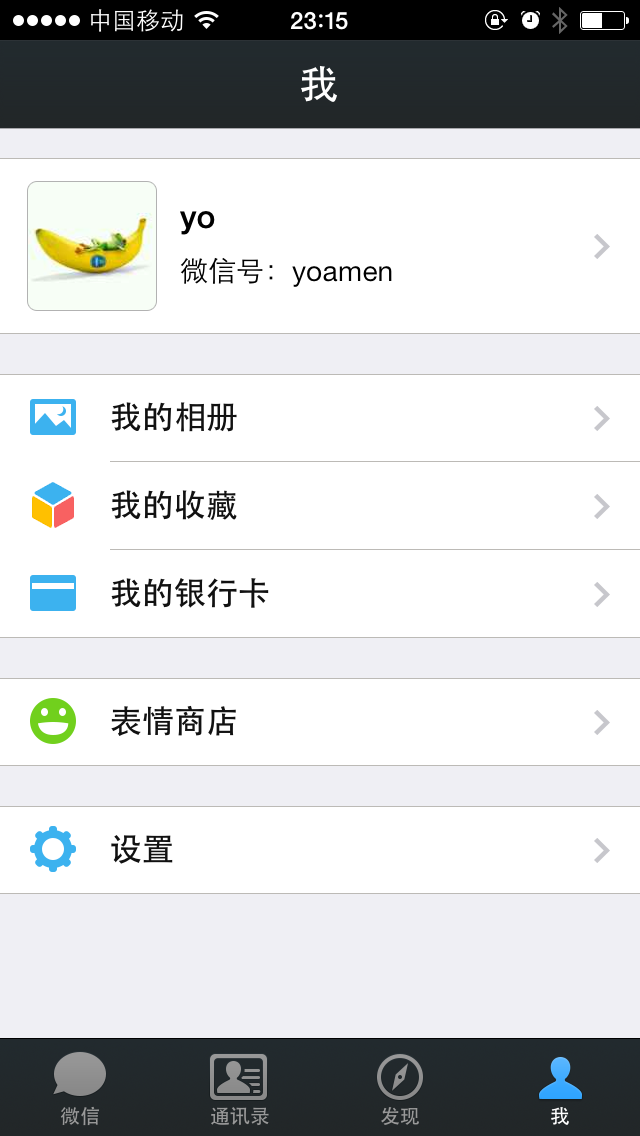 中国移动 23:15
我
yo
微信号：yoamen
我的相册
我的收藏
我的银行卡
表情商店
设置
微信 通讯录 发现 我